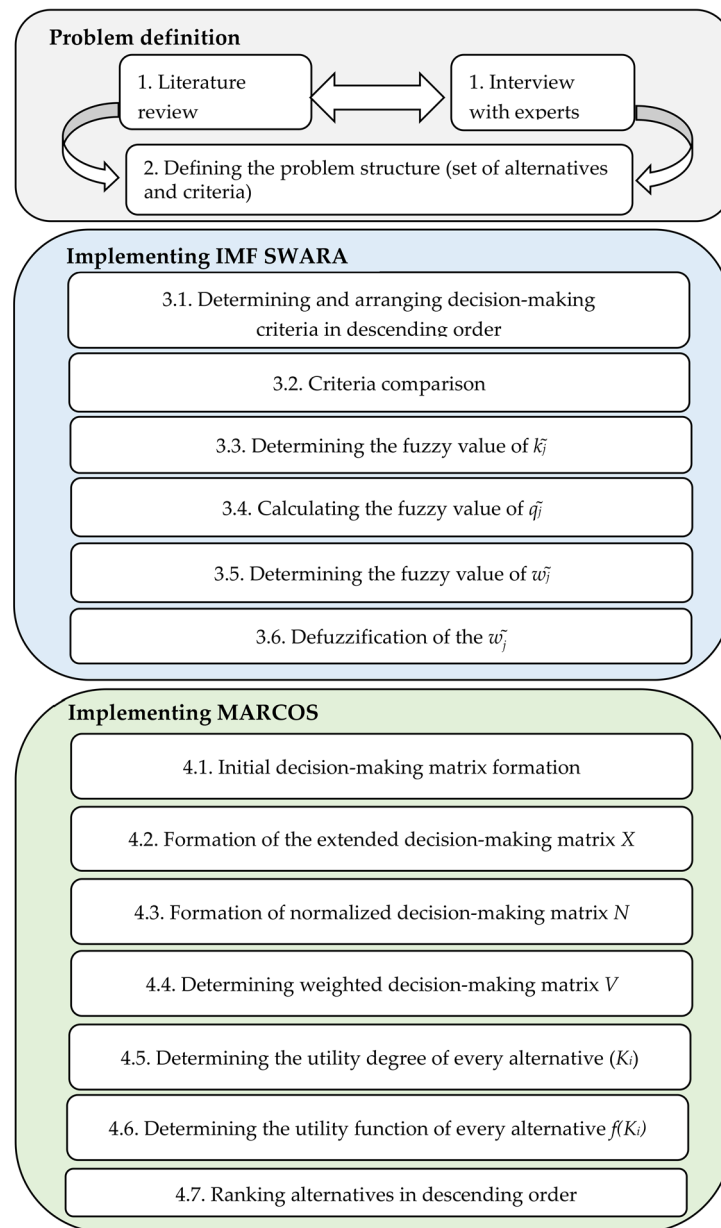 Problem definition
1. Literature
review
1. Interview
with experts
2. Defining the problem structure (set of alternatives
and criteria)
Implementing IMF SWARA
3.1. Determining and arranging decision-making
criteria in descending order
3.2. Criteria comparison
3.3. Determining the fuzzy value of k̃j
3.4. Calculating the fuzzy value of q̃j
3.5. Determining the fuzzy value of w̃j
3.6. Defuzzification of the w̃j
Implementing MARCOS
4.1. Initial decision-making matrix formation
4.2. Formation of the extended decision-making matrix X
4.3. Formation of normalized decision-making matrix N
4.4. Determining weighted decision-making matrix V
4.5. Determining the utility degree of every alternative (Ki)
4.6. Determining the utility function of every alternative f(Ki)
4.7. Ranking alternatives in descending order